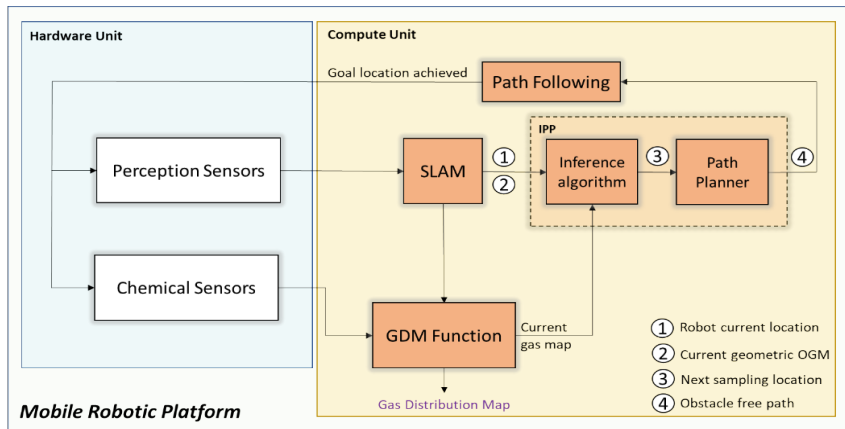 Hardware Unit
Compute Unit
Goal location achieved
Path Following
IPP
Perception Sensors
SLAM
1
2
Inference
algorithm
3
Path
Planner
4
Chemical Sensors
GDM Function
Current
gas map
Gas Distribution Map
1 Robot current location
2 Current geometric OGM
3 Next sampling location
4 Obstacle free path
Mobile Robotic Platform